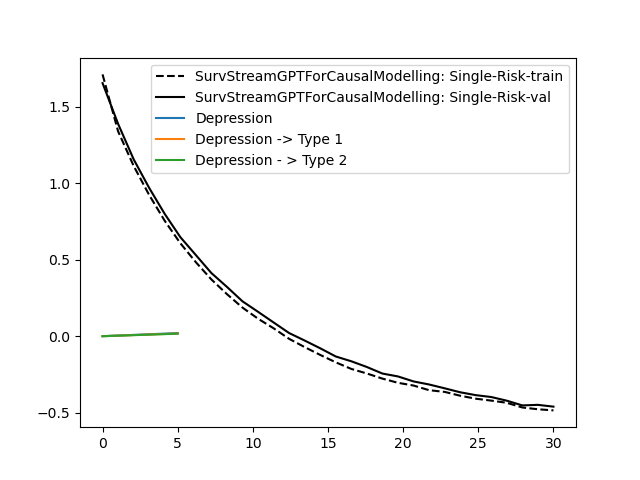 SurvStreamGPTForCausalModelling: Single-Risk-train
SurvStreamGPTForCausalModelling: Single-Risk-val
Depression
Depression -> Type 1
Depression - > Type 2
1.5
1.0
0.5
0.0
−0.5
0 5 10 15 20 25 30